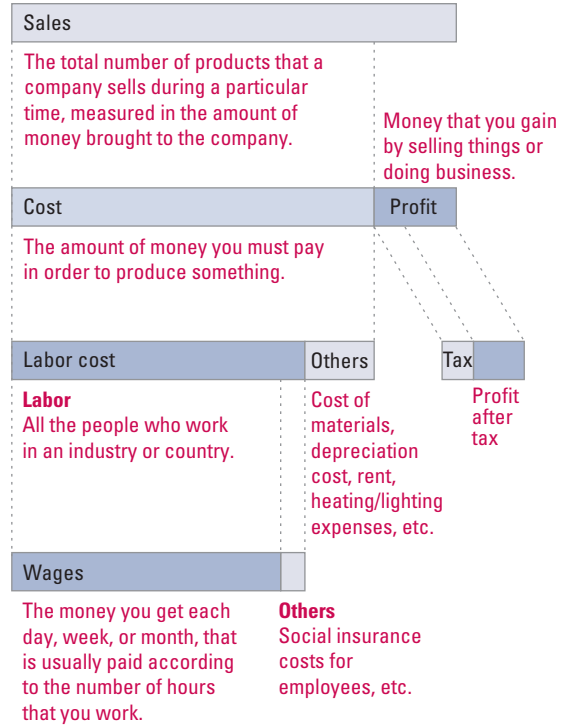 Sales
The total number of products that a
company sells during a particular
time, measured in the amount of
money brought to the company.
Money that you gain
by selling things or
doing business.
Cost
Profit
The amount of money you must pay
in order to produce something.
Labor cost
Others
Tax
Labor
All the people who work
in an industry or country.
Cost of
materials,
depreciation
cost, rent,
heating/lighting
expenses, etc.
Profit
after
tax
Wages
The money you get each
day, week, or month, that
is usually paid according
to the number of hours
that you work.
Others
Social insurance
costs for
employees, etc.